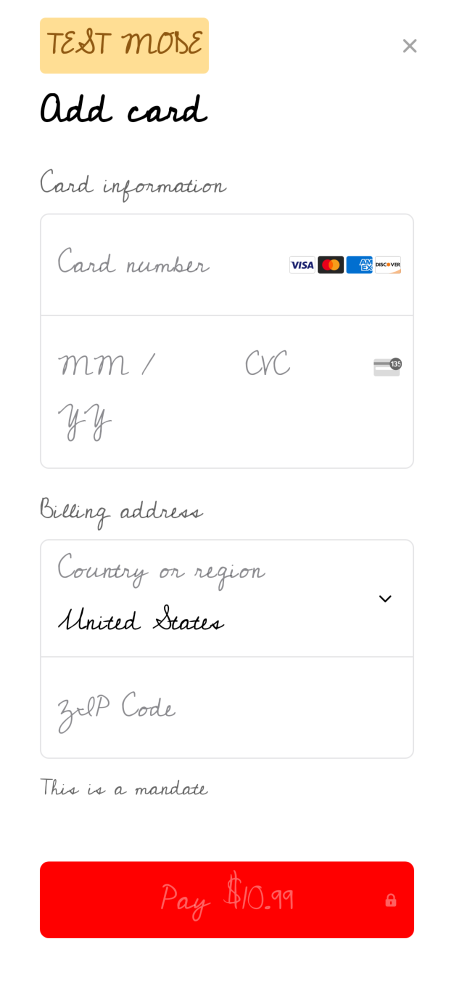 TEST MODE
Add card
Card information
Card number VISA AMEX DISCOVER
MM / YY CVC 135
Billing address
Country or region
United States
ZIP Code
This is a mandate
Pay $10.99